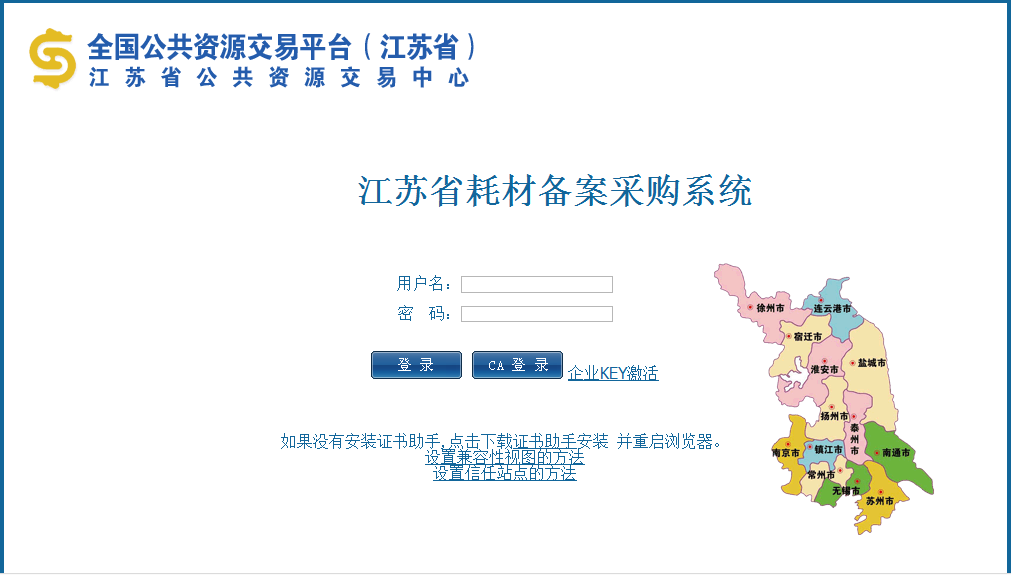 全国公共资源交易平台(江苏省)
江苏省公共资源交易中心
江苏省耗材备案采购系统
用户名：
密 码：
登 录
CA 登 录
企业KEY激活
如果没有安装证书助手,点击下载证书助手安装 并重启浏览器。
设置兼容性视图的方法
设置信任站点的方法
徐州市
连云港市
宿迁市
淮安市
盐城市
扬州市
泰州市
南京市
镇江市
南通市
常州市
无锡市
苏州市